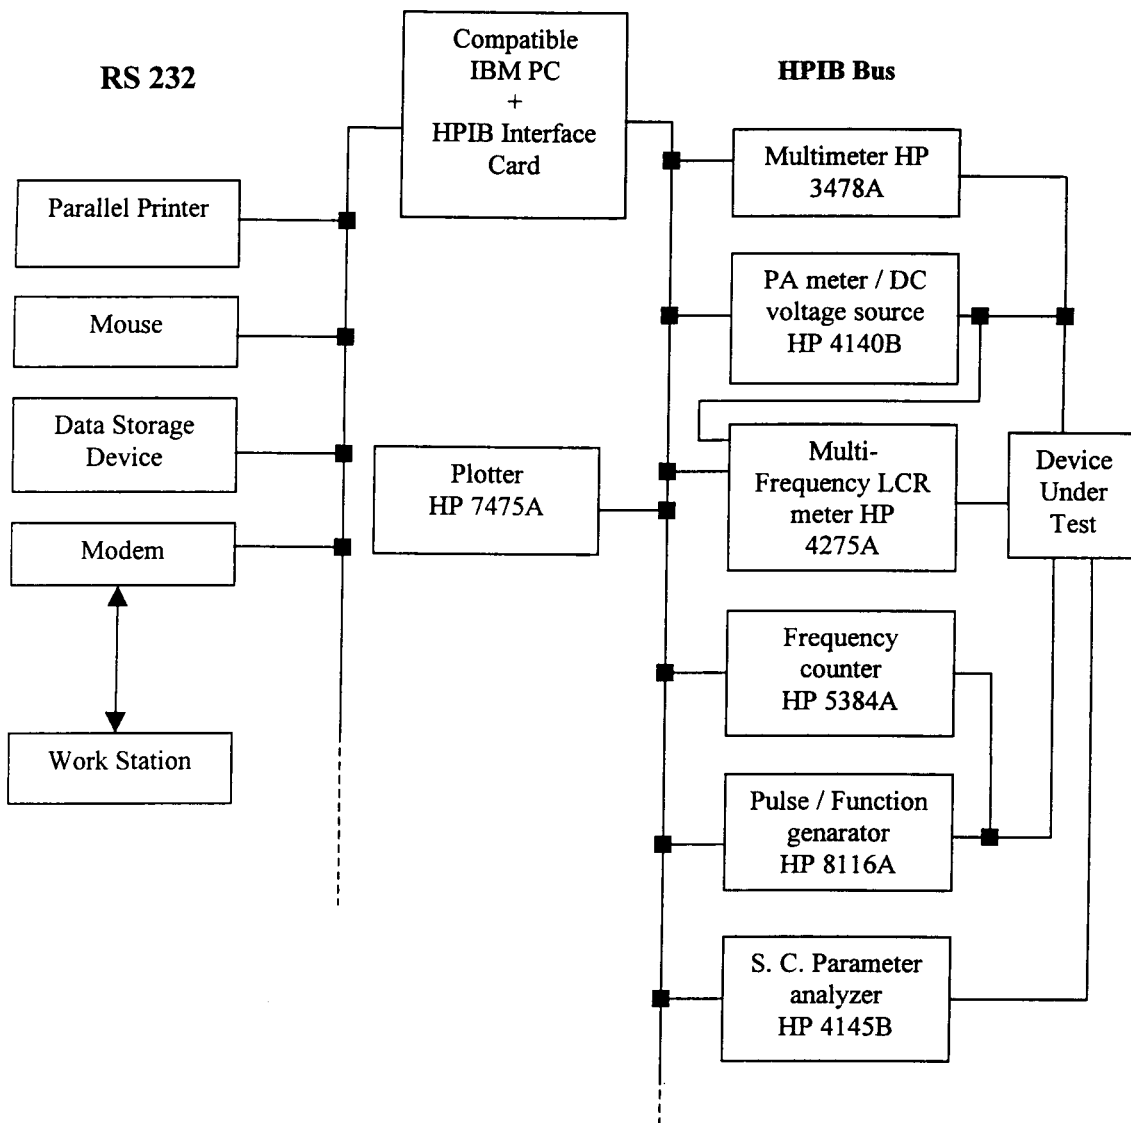 RS 232
Compatible
IBM PC
+
HPIB Interface
Card
HPIB Bus
Parallel Printer
Mouse
Data Storage
Device
Modem
Work Station
Plotter
HP 7475A
Multimeter HP
3478A
PA meter / DC
voltage source
HP 4140B
Multi-
Frequency LCR
meter HP
4275A
Device
Under
Test
Frequency
counter
HP 5384A
Pulse / Function
genarator
HP 8116A
S. C. Parameter
analyzer
HP 4145B